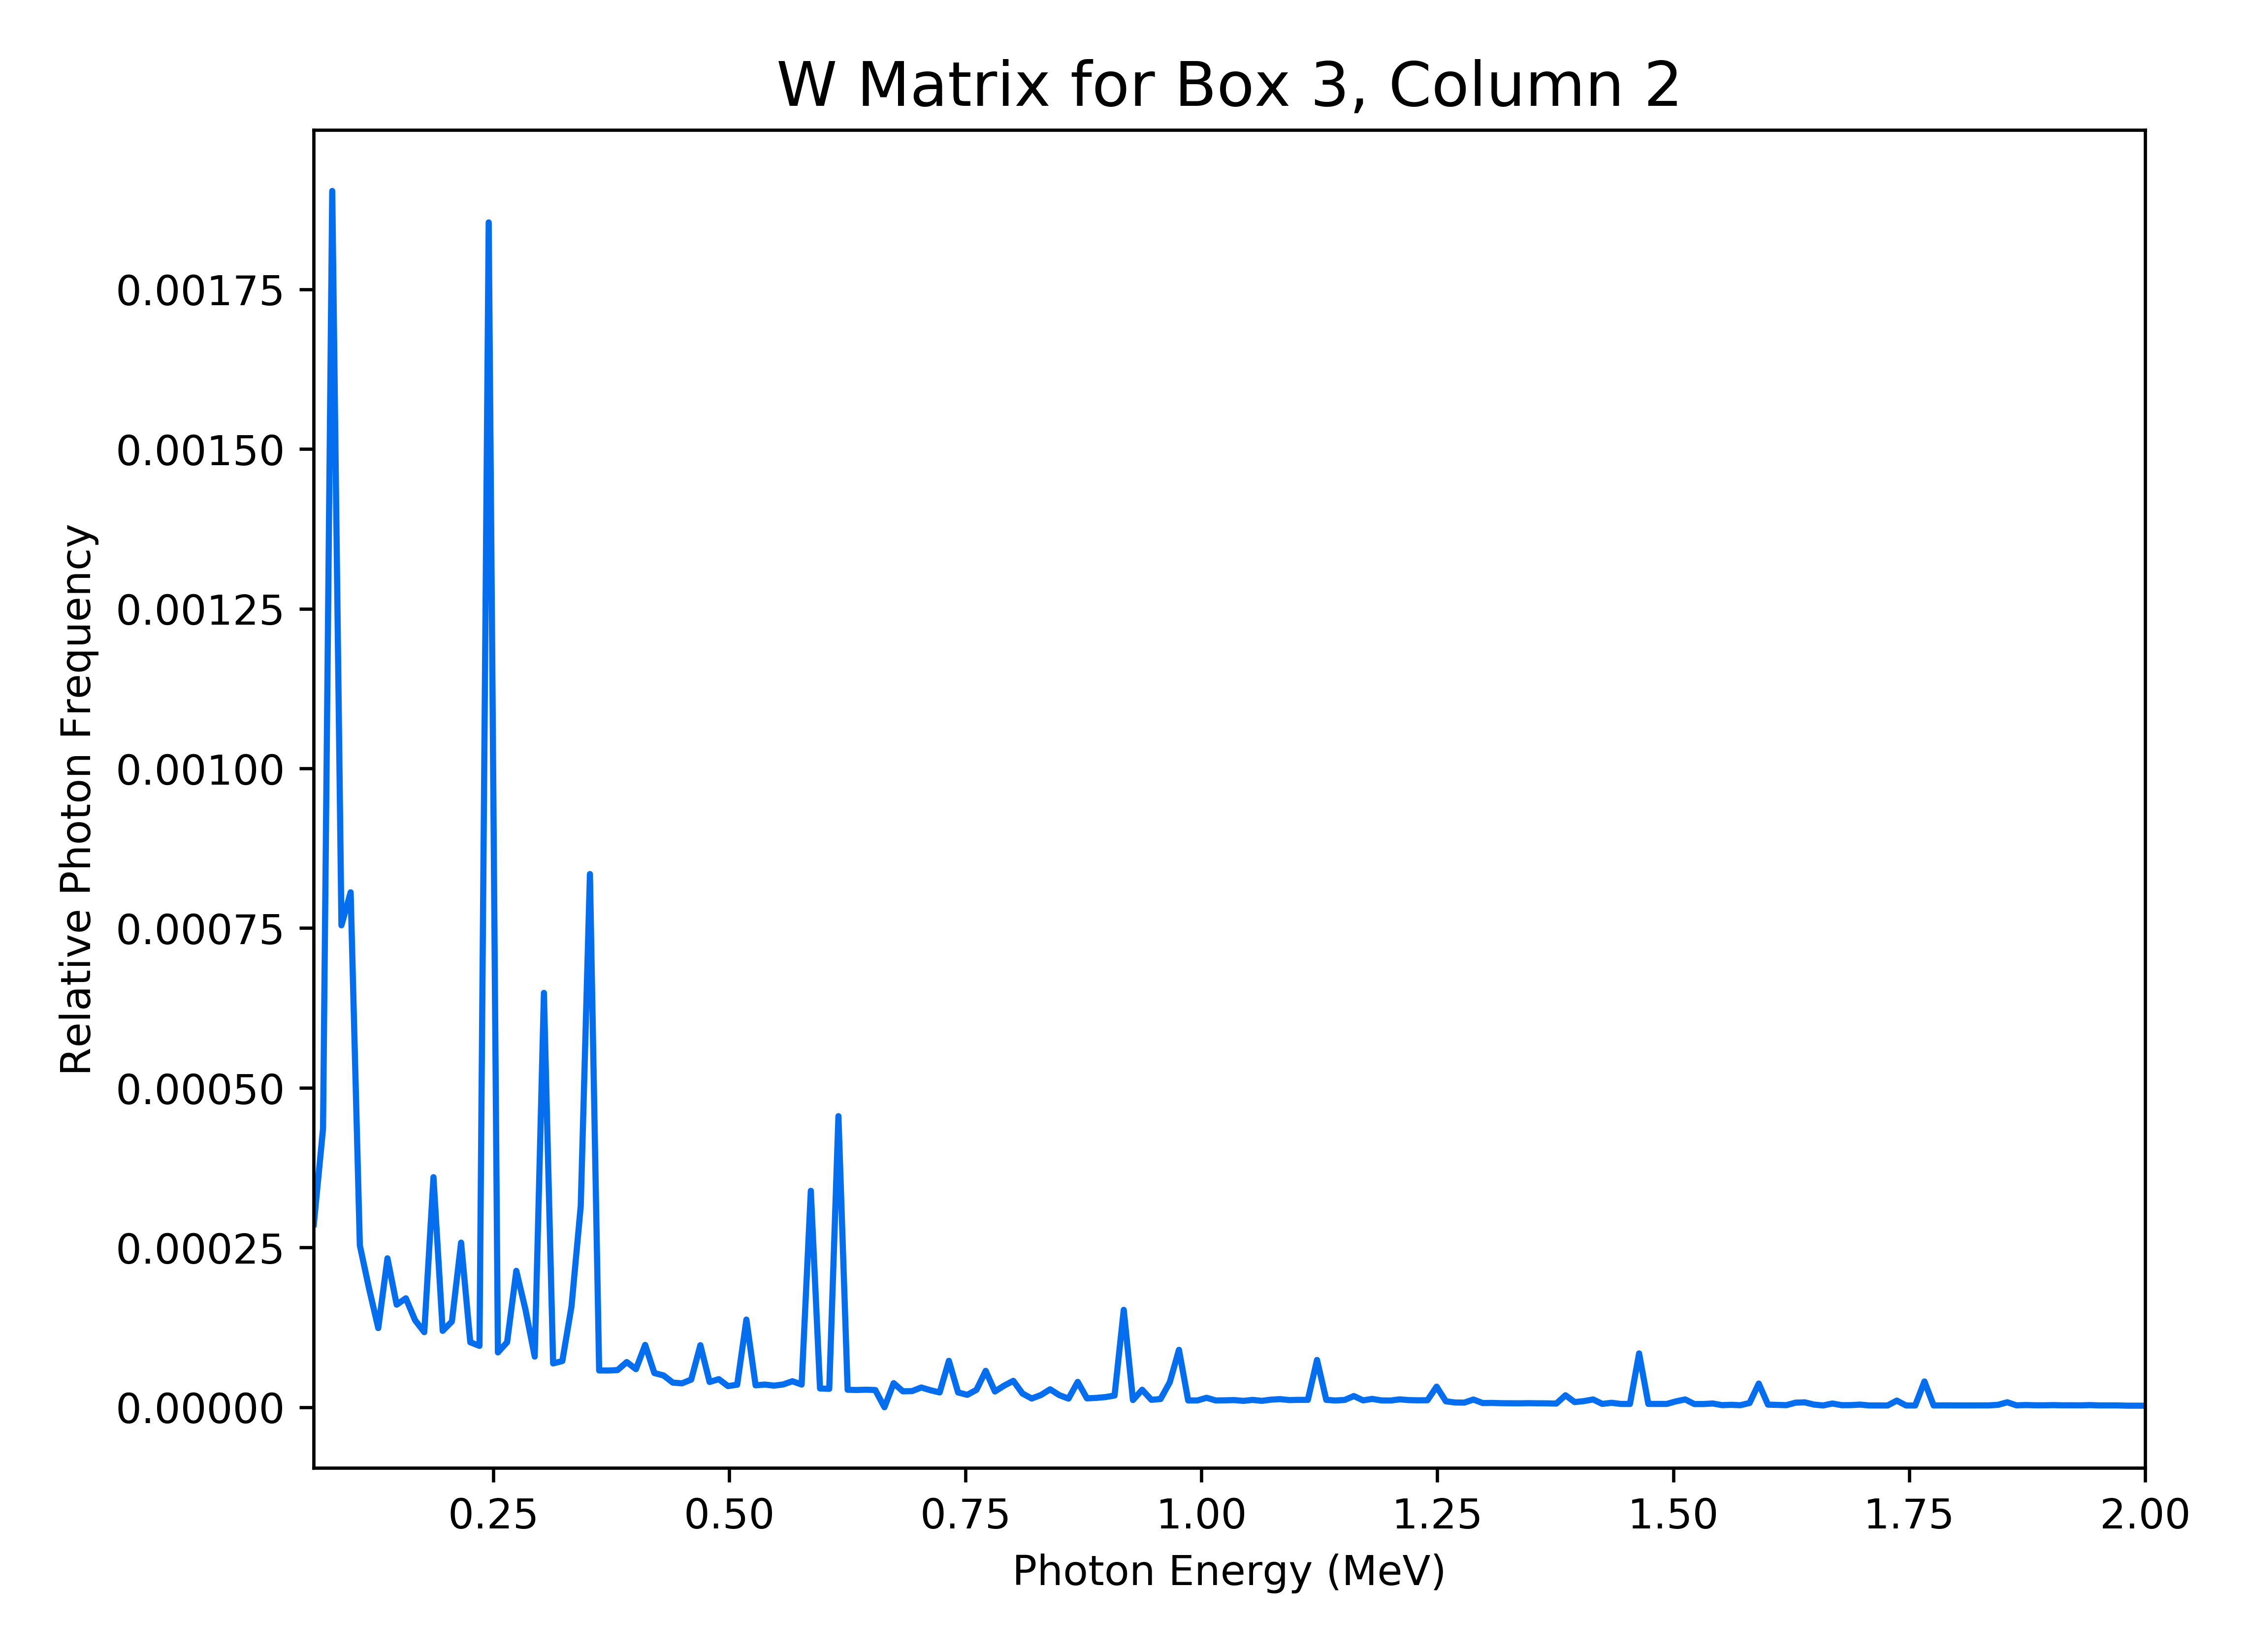 W Matrix for Box 3, Column 2
Relative Photon Frequency
0.00175
0.00150
0.00125
0.00100
0.00075
0.00050
0.00025
0.00000
0.25 0.50 0.75 1.00 1.25 1.50 1.75 2.00
Photon Energy (MeV)